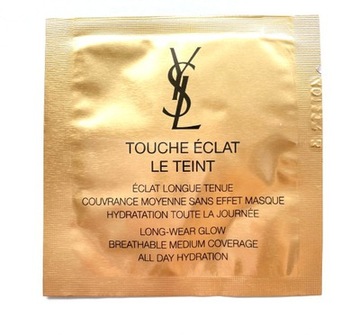 YSL
TOUCHE ÉCLAT
LE TEINT
ÉCLAT LONGUE TENUE
COUVRANCE MOYENNE SANS EFFET MASQUE
HYDRATATION TOUTE LA JOURNÉE
LONG-WEAR GLOW
BREATHABLE MEDIUM COVERAGE
ALL DAY HYDRATION